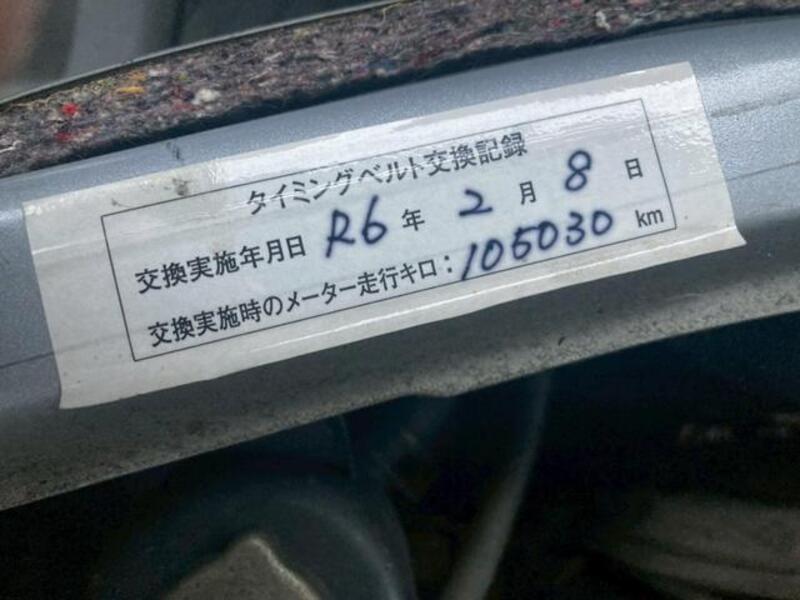 タイミングベルト交換記録
交換実施年月日 R6 年 2 月 8 日
交換実施時のメーター走行キロ：105030 km